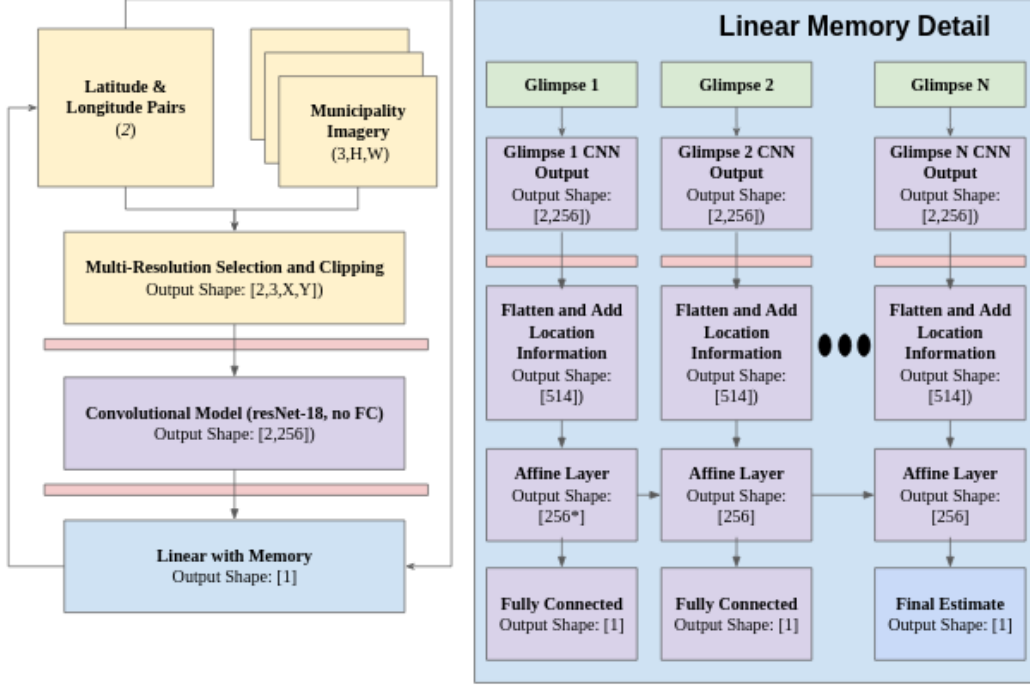 Latitude &
Longitude Pairs
(2)
Municipality
Imagery
(3,H,W)
Multi-Resolution Selection and Clipping
Output Shape: [2,3,X,Y])
Convolutional Model (resNet-18, no FC)
Output Shape: [2,256])
Linear with Memory
Output Shape: [1]
Linear Memory Detail
Glimpse 1
Glimpse 1 CNN
Output
Output Shape:
[2,256])
Flatten and Add
Location
Information
Output Shape:
[514])
Affine Layer
Output Shape:
[256*]
Fully Connected
Output Shape: [1]
Glimpse 2
Glimpse 2 CNN
Output
Output Shape:
[2,256])
Flatten and Add
Location
Information
Output Shape:
[514])
Affine Layer
Output Shape:
[256]
Fully Connected
Output Shape: [1]
Glimpse N
Glimpse N CNN
Output
Output Shape:
[2,256])
Flatten and Add
Location
Information
Output Shape:
[514])
Affine Layer
Output Shape:
[256]
Final Estimate
Output Shape: [1]